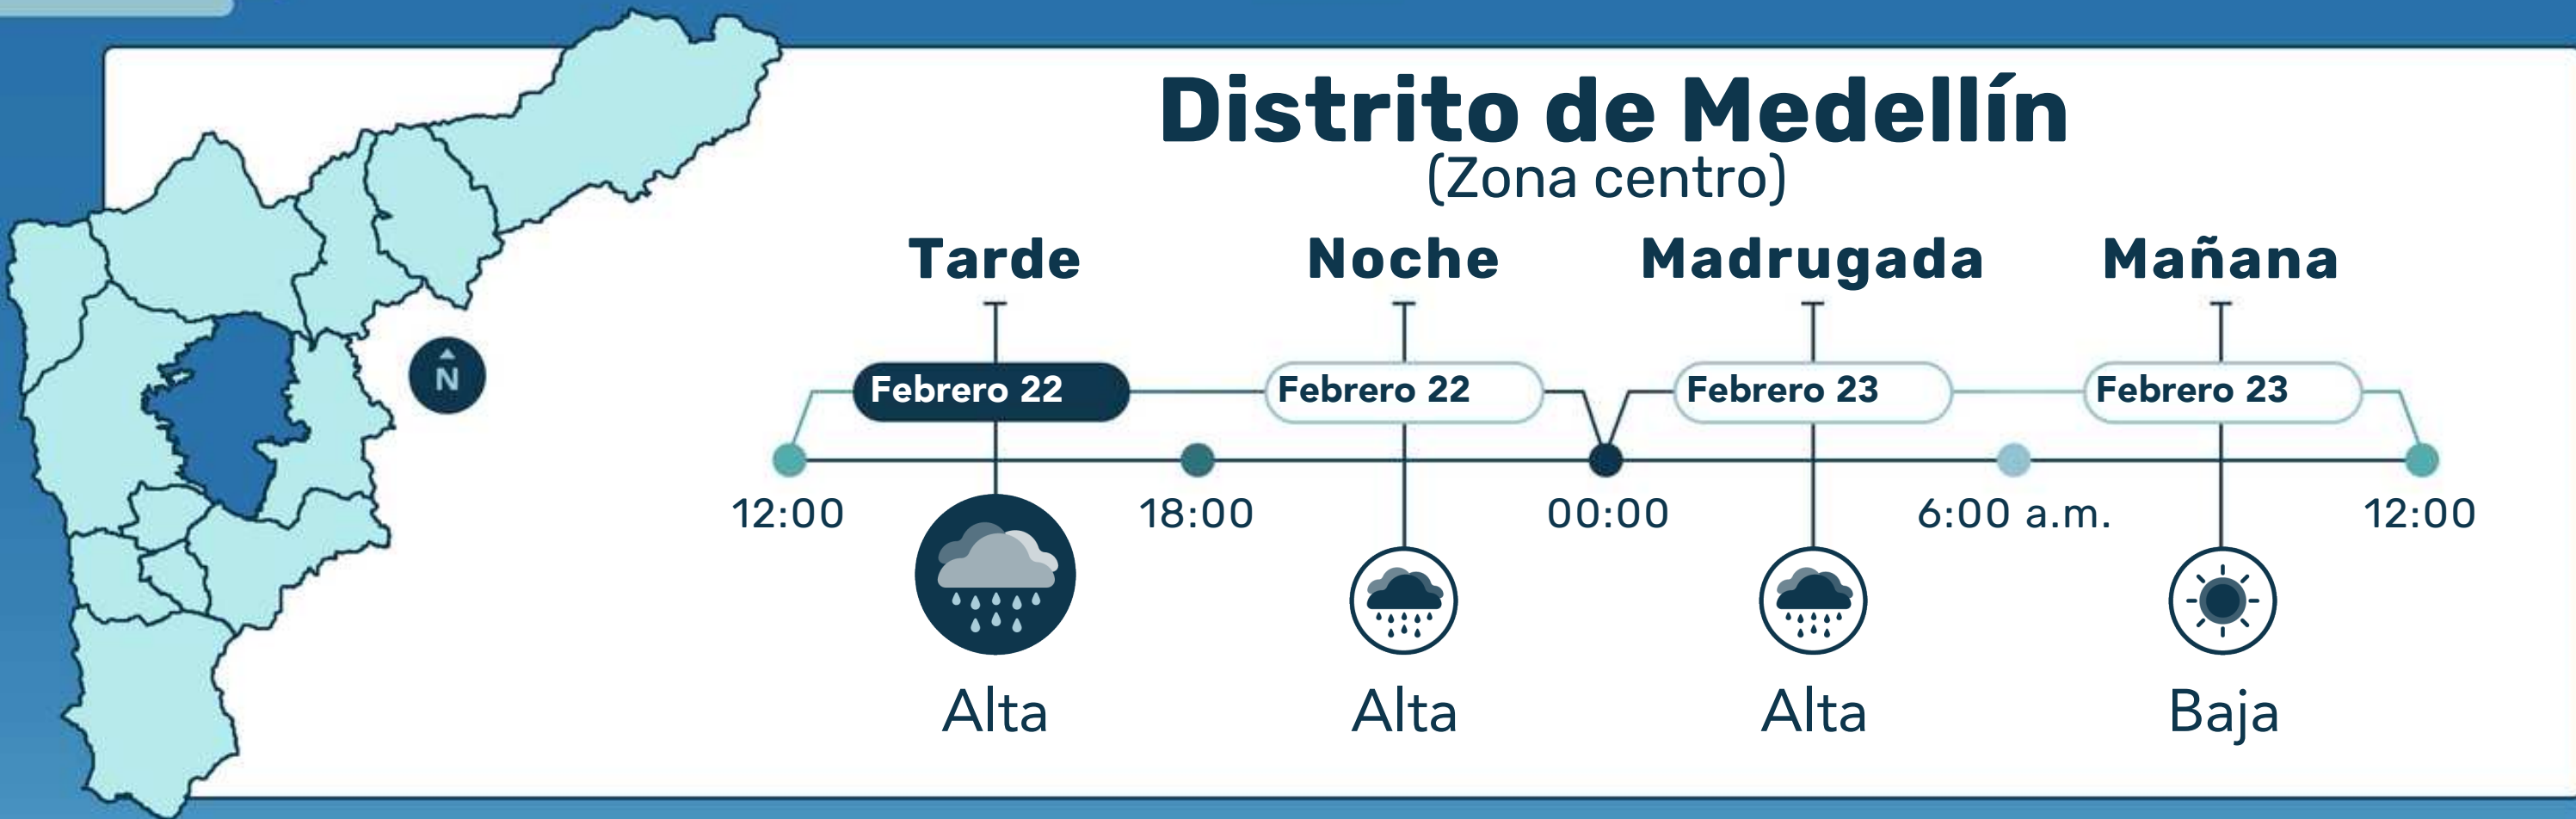 Distrito de Medellín
(Zona centro)
Tarde Noche Madrugada Mañana
N
Febrero 22 Febrero 22 Febrero 23 Febrero 23
12:00 18:00 00:00 6:00 a.m. 12:00
Alta Alta Alta Baja